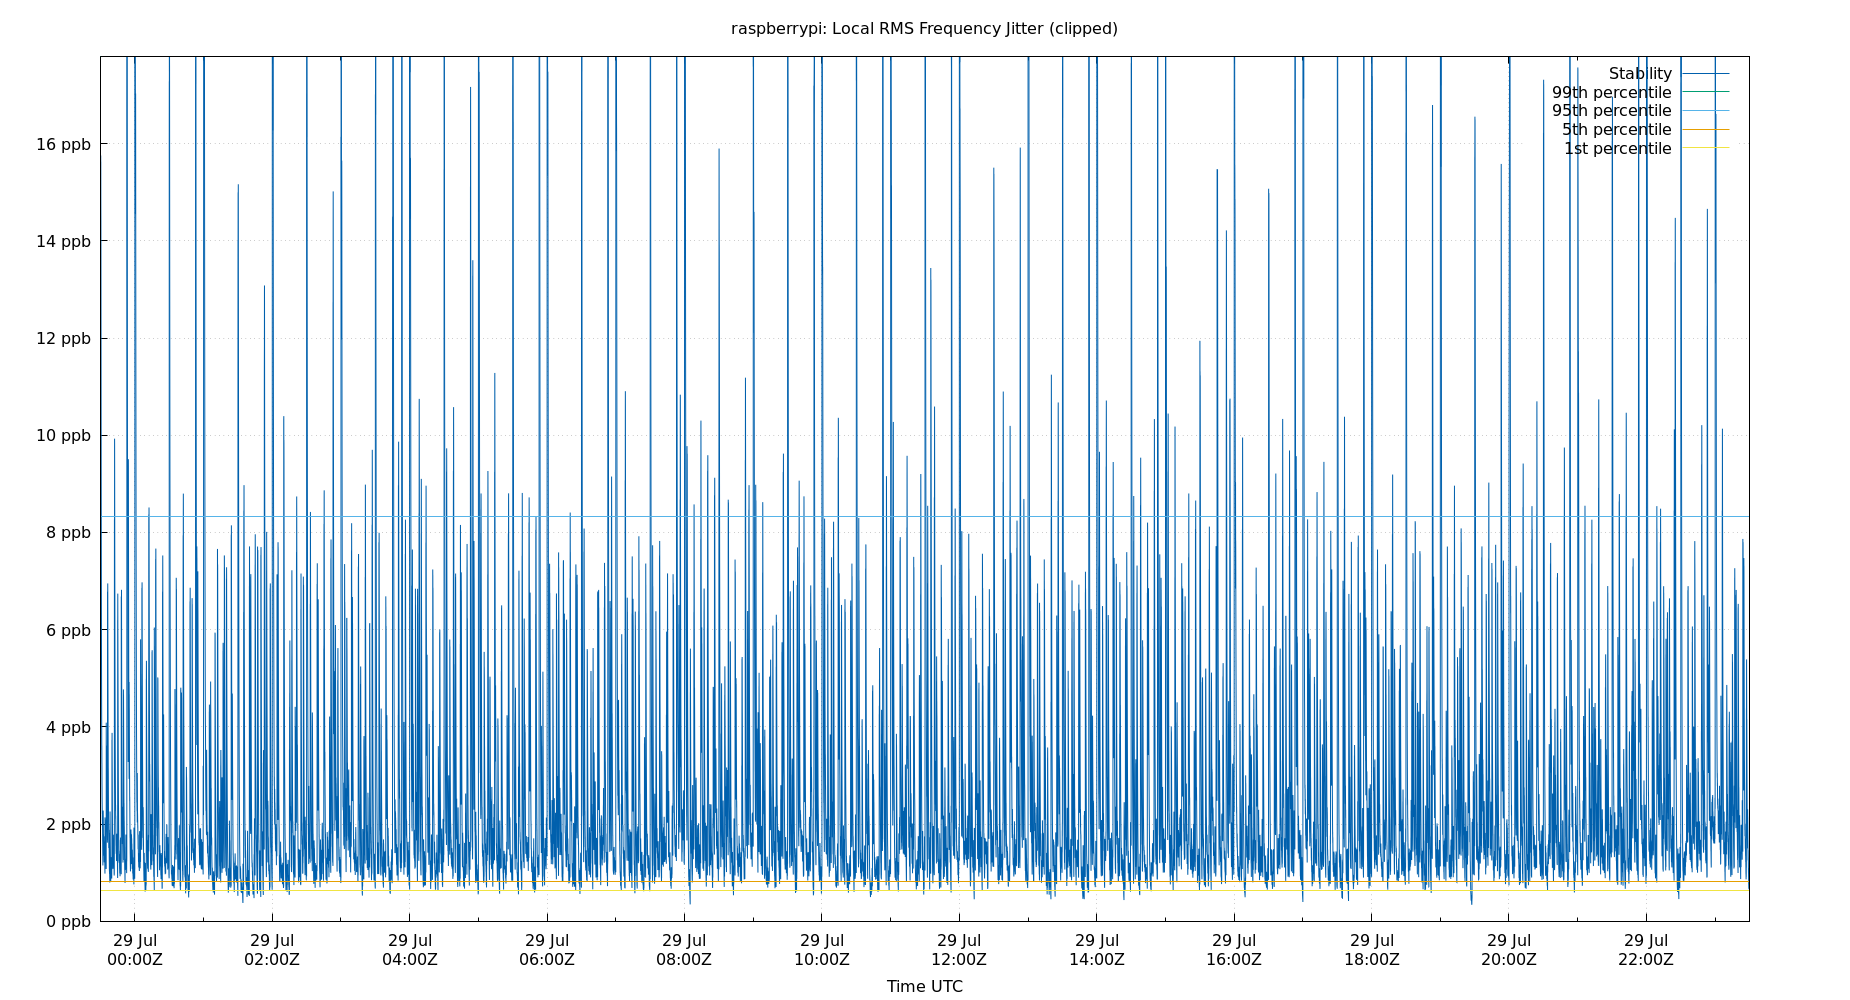 raspberrypi: Local RMS Frequency Jitter (clipped)
Stability
99th percentile
95th percentile
5th percentile
1st percentile
16 ppb
14 ppb
12 ppb
10 ppb
8 ppb
6 ppb
4 ppb
2 ppb
0 ppb
29 Jul 29 Jul 29 Jul 29 Jul 29 Jul 29 Jul 29 Jul 29 Jul 29 Jul 29 Jul 29 Jul 29 Jul
00:00Z 02:00Z 04:00Z 06:00Z 08:00Z 10:00Z 12:00Z 14:00Z 16:00Z 18:00Z 20:00Z 22:00Z
Time UTC